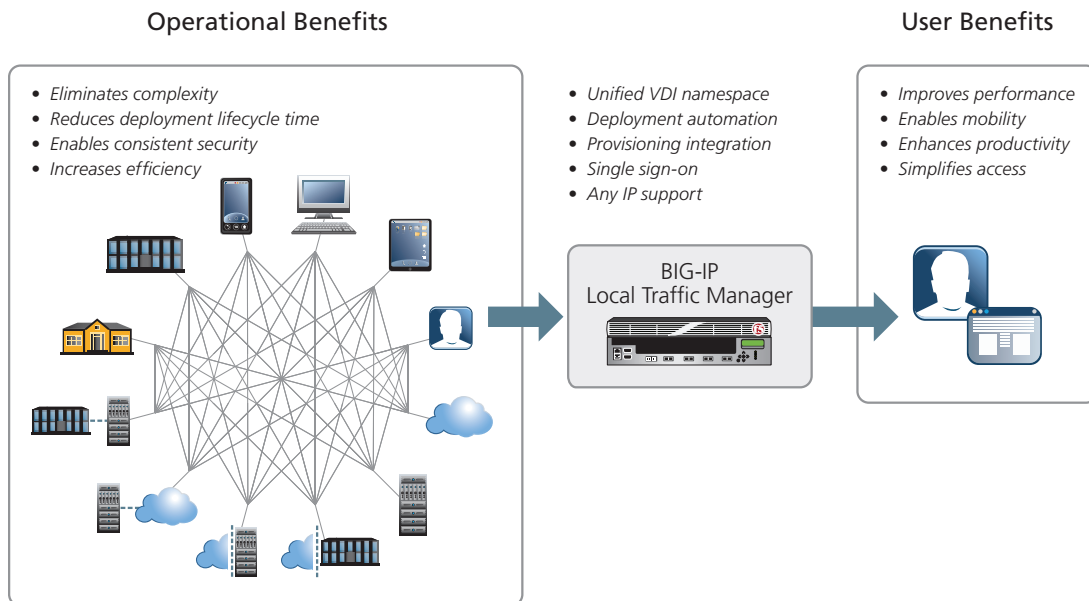 Operational Benefits
• Eliminates complexity
• Reduces deployment lifecycle time
• Enables consistent security
• Increases efficiency
• Unified VDI namespace
• Deployment automation
• Provisioning integration
• Single sign-on
• Any IP support
BIG-IP
Local Traffic Manager
User Benefits
• Improves performance
• Enables mobility
• Enhances productivity
• Simplifies access